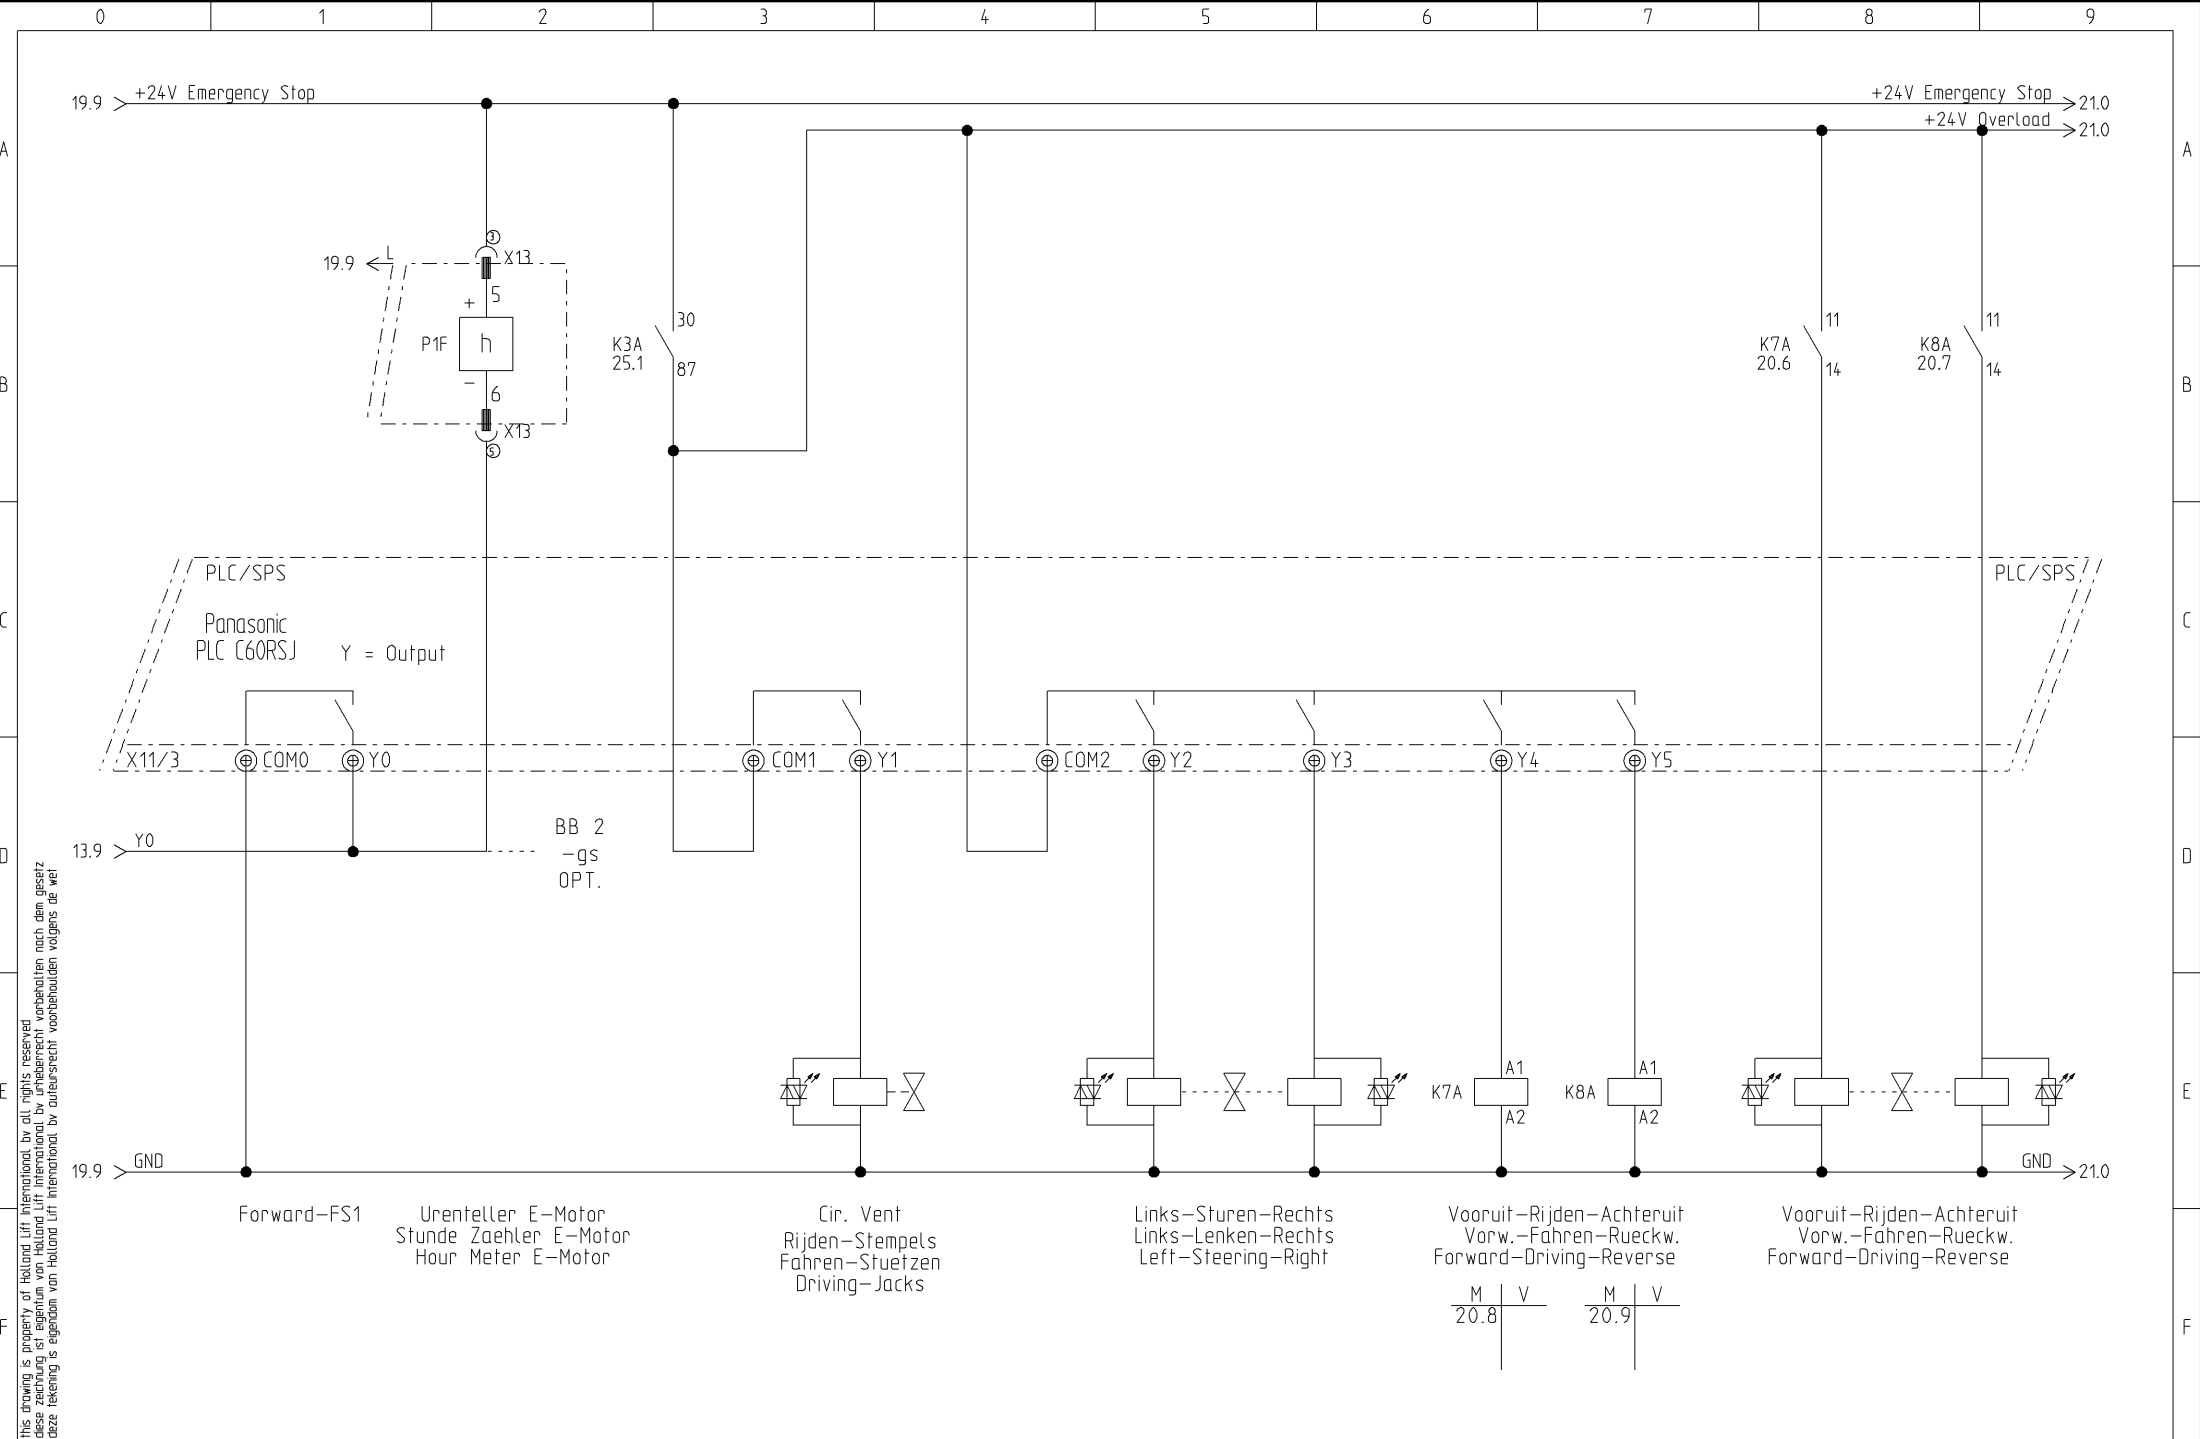 0 1 2 3 4 5 6 7 8 9
19.9 +24V Emergency Stop
+24V Emergency Stop 21.0
+24V Overload 21.0
A A
3
X13
19.9 L
5
+
P1F h
-
6
X13
5
30
K3A
25.1
87
11
K7A
20.6
14
11
K8A
20.7
14
B B
PLC/SPS PLC/SPS
Panasonic
PLC C60RSJ
Y = Output
C C
X11/3 COM0 Y0 COM1 Y1 COM2 Y2 Y3 Y4 Y5
13.9 Y0
BB 2
-gs
OPT.
D D
A1 A1
K7A K8A
A2 A2
E E
19.9 GND GND 21.0
Forward-FS1
Urenteller E-Motor
Stunde Zaehler E-Motor
Hour Meter E-Motor
Cir. Vent
Rijden-Stempels
Fahren-Stuetzen
Driving-Jacks
Links-Sturen-Rechts
Links-Lenken-Rechts
Left-Steering-Right
Vooruit-Rijden-Achteruit
Vorw.-Fahren-Rueckw.
Forward-Driving-Reverse
Vooruit-Rijden-Achteruit
Vorw.-Fahren-Rueckw.
Forward-Driving-Reverse
M V
20.8
M V
20.9
F F
this drawing is property of Holland Lift International bv all rights reserved
diese zeichnung ist eigentum von Holland Lift International bv urheberrecht vorbehalten nach dem gesetz
deze tekening is eigendom van Holland Lift International bv auteursrecht voorbehoulden volgens de wet